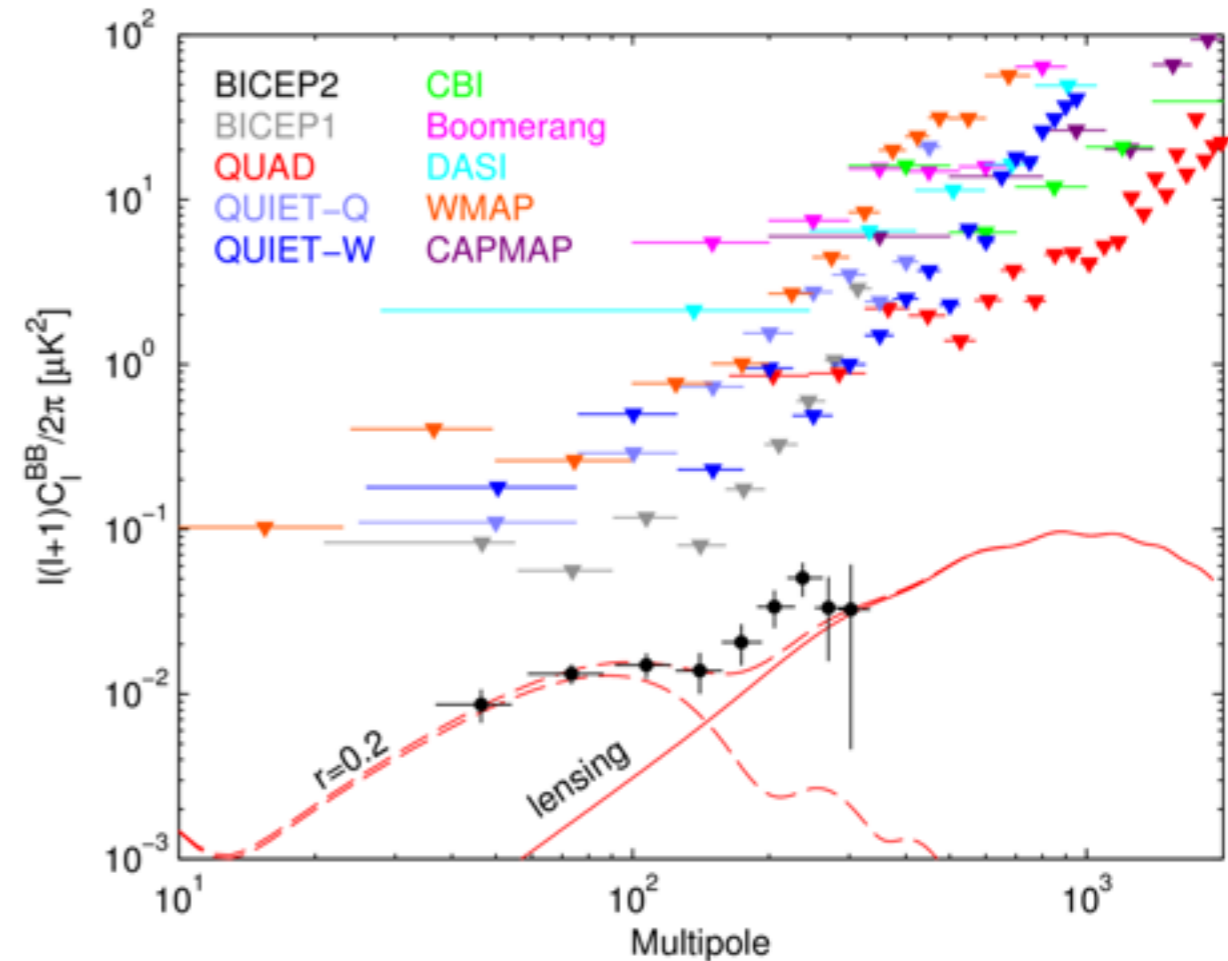 10²
10¹
10⁰
10⁻¹
10⁻²
10⁻³
l(l+1)C_l^BB/2π [μK²]
BICEP2
BICEP1
QUAD
QUIET−Q
QUIET−W
CBI
Boomerang
DASI
WMAP
CAPMAP
r=0.2
lensing
10¹
10²
10³
Multipole